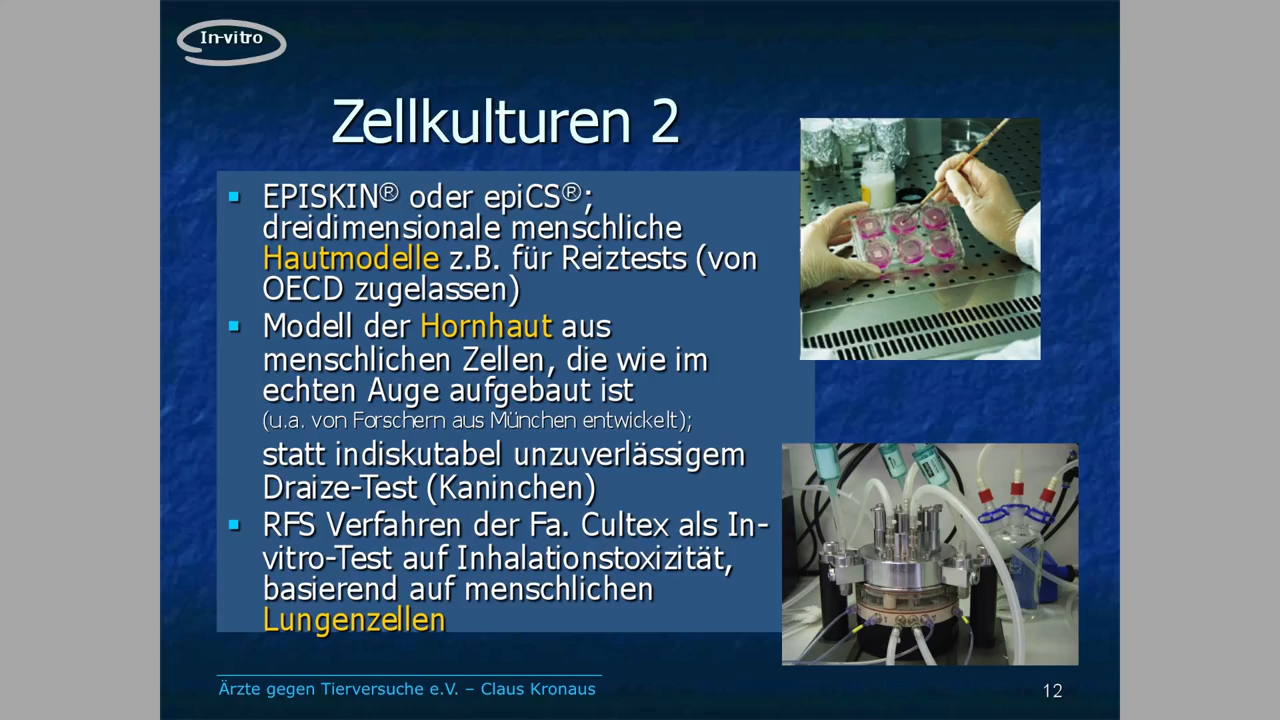 In-vitro
Zellkulturen 2
▪ EPISKIN® oder epiCS®;
dreidimensionale menschliche
Hautmodelle z.B. für Reiztests (von
OECD zugelassen)
▪ Modell der Hornhaut aus
menschlichen Zellen, die wie im
echten Auge aufgebaut ist
(u.a. von Forschern aus München entwickelt);
statt indiskutabel unzuverlässigem
Draize-Test (Kaninchen)
▪ RFS Verfahren der Fa. Cultex als In-
vitro-Test auf Inhalationstoxizität,
basierend auf menschlichen
Lungenzellen
Ärzte gegen Tierversuche e.V. – Claus Kronaus
12